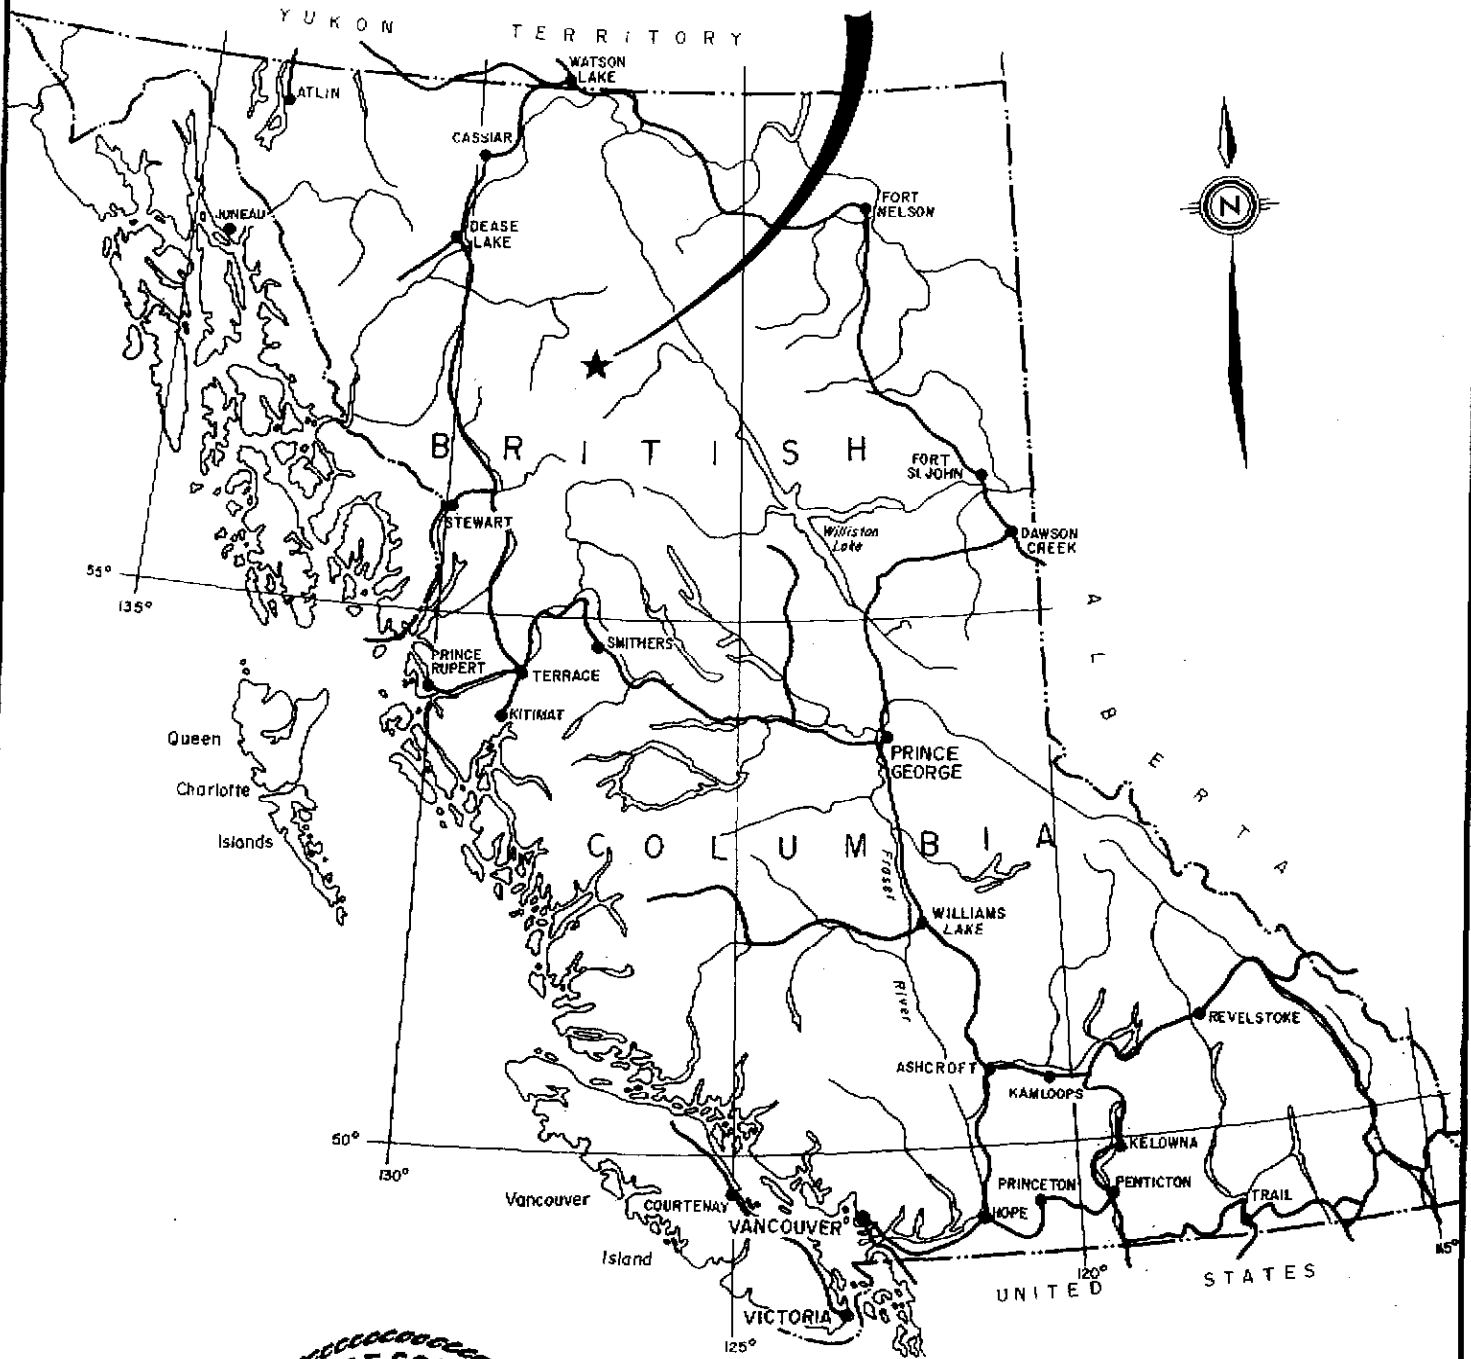 YUKON TERRITORY
WATSON
LAKE
ATLIN
CASSIAR
JUNEAU
DEASE
LAKE
FORT
NELSON
N
BRITISH
FORT
St. JOHN
STEWART
Williston
Lake
DAWSON
CREEK
55°
135°
ALBERTA
PRINCE
RUPERT
SMITHERS
TERRACE
KITIMAT
Queen
Charlotte
Islands
PRINCE
GEORGE
COLUMBIA
Fraser
River
WILLIAMS
LAKE
REVELSTOKE
ASHCROFT
KAMLOOPS
50°
130°
KELOWNA
Vancouver
Island
COURTENAY
PRINCETON
PENTICTON
TRAIL
VANCOUVER
HOPE
115°
120°
UNITED STATES
VICTORIA
125°